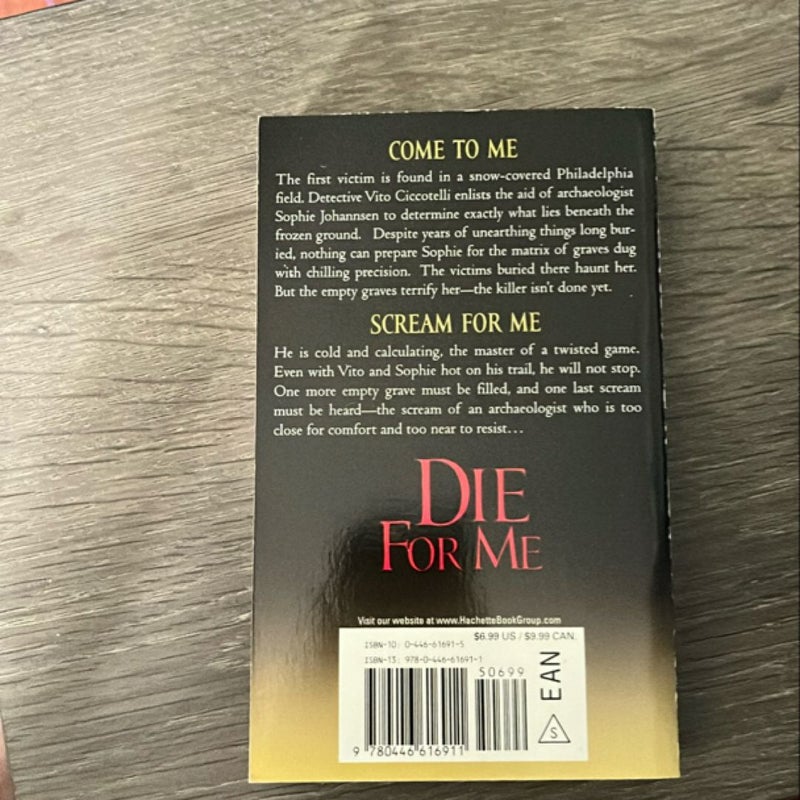 COME TO ME
The first victim is found in a snow-covered Philadelphia
field. Detective Vito Ciccotelli enlists the aid of archaeologist
Sophie Johannsen to determine exactly what lies beneath the
frozen ground. Despite years of unearthing things long bur-
ied, nothing can prepare Sophie for the matrix of graves dug
with chilling precision. The victims buried there haunt her.
But the empty graves terrify her—the killer isn't done yet.
SCREAM FOR ME
He is cold and calculating, the master of a twisted game.
Even with Vito and Sophie hot on his trail, he will not stop.
One more empty grave must be filled, and one last scream
must be heard—the scream of an archaeologist who is too
close for comfort and too near to resist...
DIE
FOR ME
Visit our website at www.HachetteBookGroup.com
$6.99 US / $9.99 CAN.
ISBN-10: 0-446-61691-5
ISBN-13: 978-0-446-61691-1
50699
EAN
S
9 780446 616911